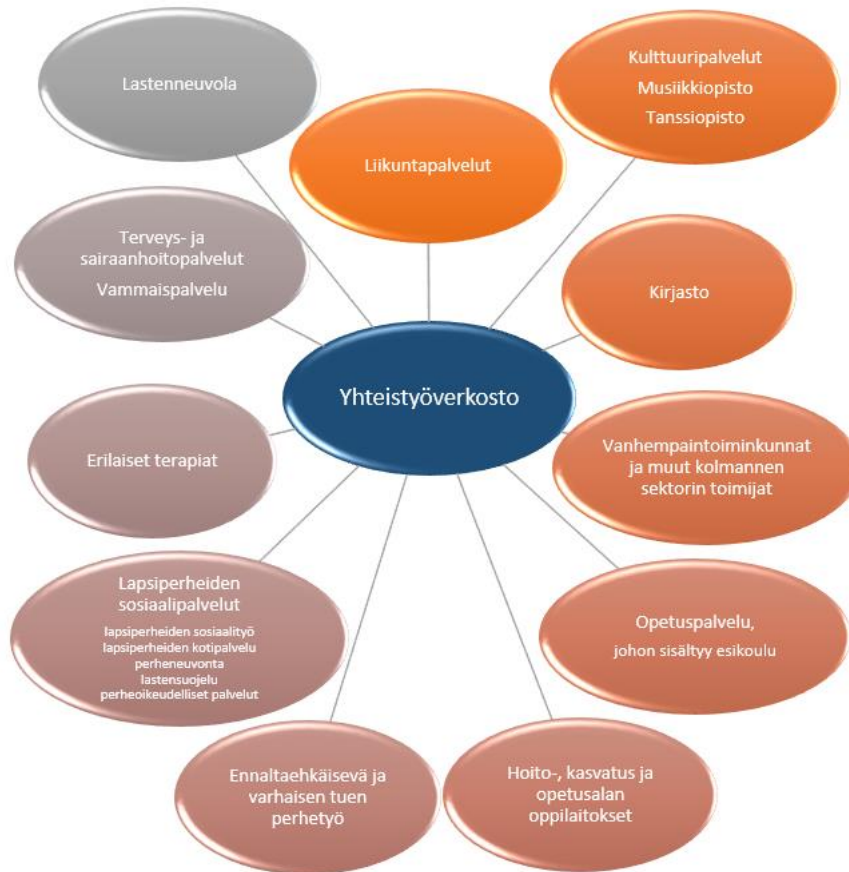 Lastenneuvola
Kulttuuripalvelut
Musiikkiopisto
Tanssiopisto
Liikuntapalvelut
Terveys- ja
sairaanhoitopalvelut
Vammaispalvelu
Kirjasto
Yhteistyöverkosto
Erilaiset terapiat
Vanhempaintoiminkunnat
ja muut kolmannen
sektorin toimijat
Lapsiperheiden
sosiaalipalvelut
lapsiperheiden sosiaalityö
lapsiperheiden kotipalvelu
perheneuvonta
lastensuojelu
perheoikeudelliset palvelut
Opetuspalvelu,
johon sisältyy esikoulu
Ennaltaehkäisevä ja
varhaisen tuen
perhetyö
Hoito-, kasvatus ja
opetusalan
oppilaitokset